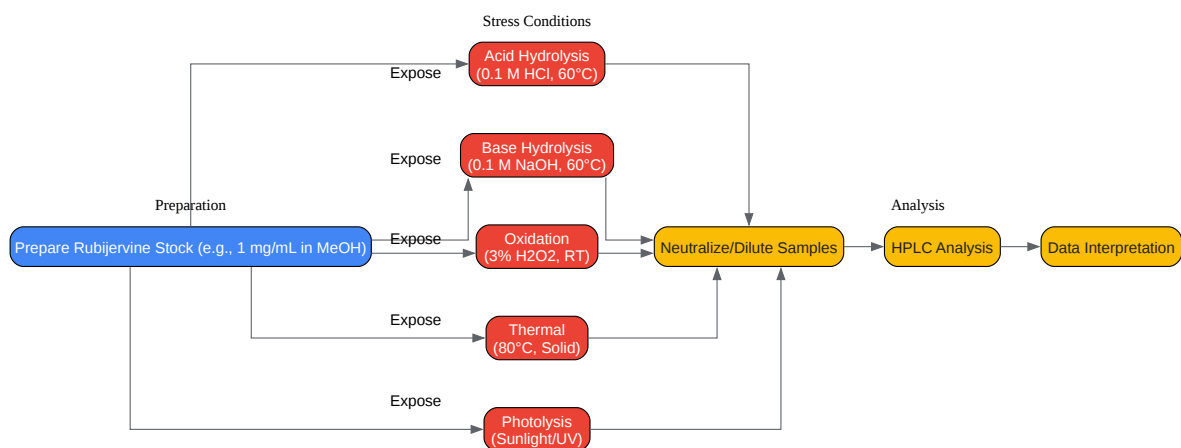 Stress Conditions
Acid Hydrolysis
(0.1 M HCl, 60°C)
Expose
Base Hydrolysis
(0.1 M NaOH, 60°C)
Expose
Preparation
Analysis
Prepare Rubijervine Stock (e.g., 1 mg/mL in MeOH)
Expose
Oxidation
(3% H2O2, RT)
Neutralize/Dilute Samples
HPLC Analysis
Data Interpretation
Expose
Thermal
(80°C, Solid)
Expose
Photolysis
(Sunlight/UV)